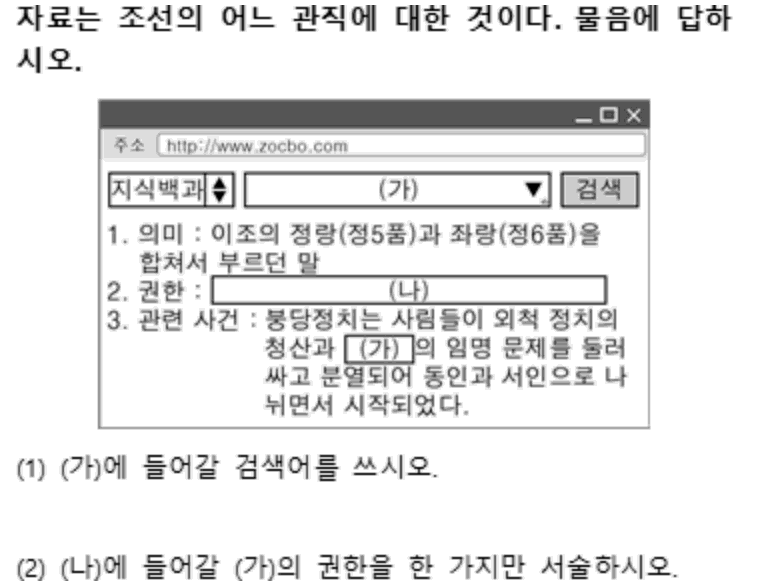 자료는 조선의 어느 관직에 대한 것이다. 물음에 답하
시오.
주소 http://www.zocbo.com
지식백과 (가) 검색
1. 의미 : 이조의 정랑(정5품)과 좌랑(정6품)을
합쳐서 부르던 말
2. 권한 : (나)
3. 관련 사건 : 붕당정치는 사림들이 외척 정치의
청산과 (가) 의 임명 문제를 둘러
싸고 분열되어 동인과 서인으로 나
뉘면서 시작되었다.
(1) (가)에 들어갈 검색어를 쓰시오.
(2) (나)에 들어갈 (가)의 권한을 한 가지만 서술하시오.